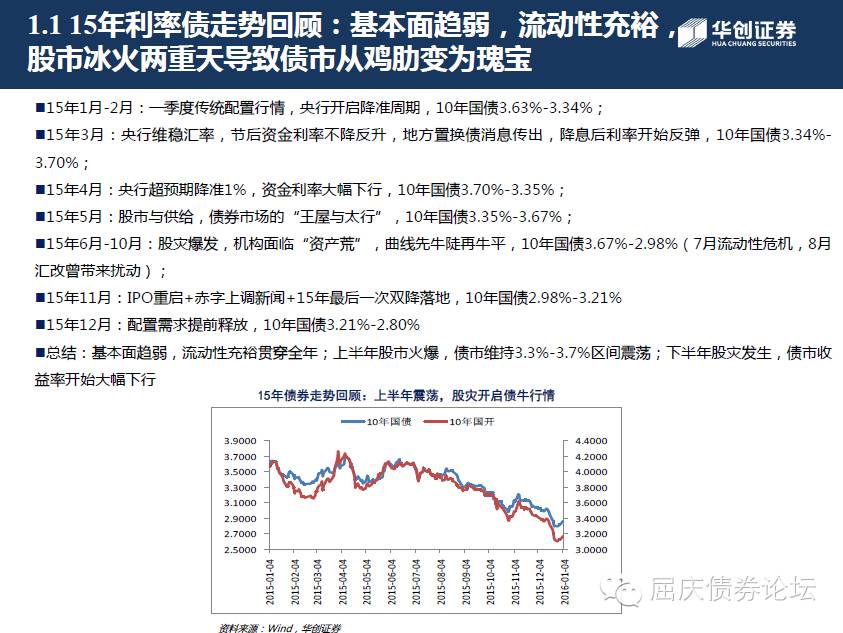 1.1 15年利率债走势回顾：基本面趋弱，流动性充裕，
股市冰火两重天导致债市从鸡肋变为瑰宝
华创证券
HUA CHUANG SECURITIES
■15年1月-2月：一季度传统配置行情，央行开启降准周期，10年国债3.63%-3.34%；
■15年3月：央行维稳汇率，节后资金利率不降反升，地方置换债消息传出，降息后利率开始反弹，10年国债3.34%-
3.70%；
■15年4月：央行超预期降准1%，资金利率大幅下行，10年国债3.70%-3.35%；
■15年5月：股市与供给，债券市场的“王屋与太行”，10年国债3.35%-3.67%；
■15年6月-10月：股灾爆发，机构面临“资产荒”，曲线先牛陡再牛平，10年国债3.67%-2.98%（7月流动性危机，8月
汇改曾带来扰动）；
■15年11月：IPO重启+赤字上调新闻+15年最后一次双降落地，10年国债2.98%-3.21%
■15年12月：配置需求提前释放，10年国债3.21%-2.80%
■总结：基本面趋弱，流动性充裕贯穿全年；上半年股市火爆，债市维持3.3%-3.7%区间震荡；下半年股灾发生，债市收
益率开始大幅下行
15年债券走势回顾：上半年震荡，股灾开启债牛行情
10年国债 10年国开
3.9000 4.4000
3.7000 4.2000
3.5000 4.0000
3.3000 3.8000
3.1000 3.6000
2.9000 3.4000
2.7000 3.2000
2.5000 3.0000
2015-01-04 2015-02-04 2015-03-04 2015-04-04 2015-05-04 2015-06-04 2015-07-04 2015-08-04 2015-09-04 2015-10-04 2015-11-04 2015-12-04 2016-01-04
屈庆债券论坛
资料来源：Wind，华创证券